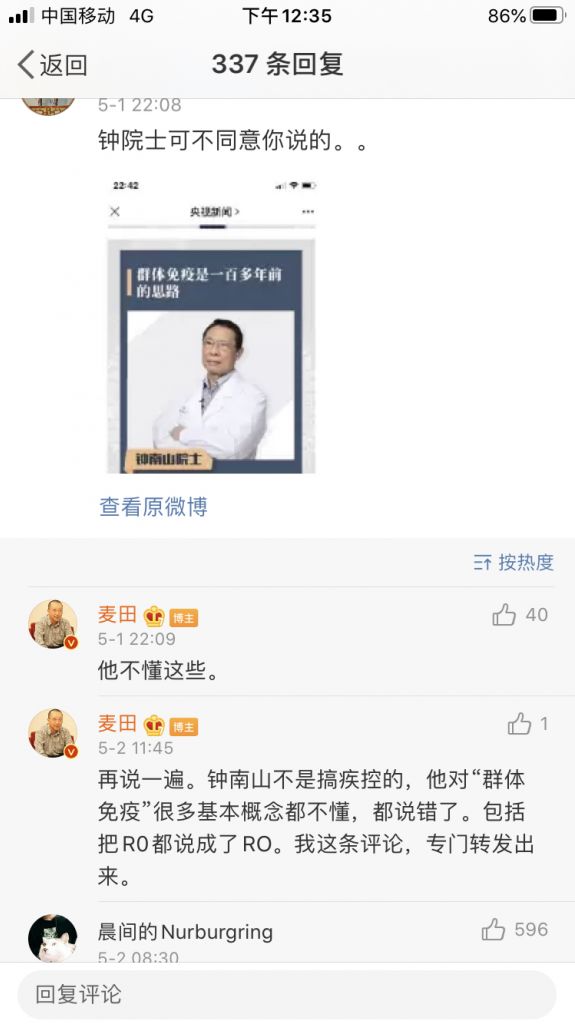 中国移动 4G 下午12:35 86%
返回 337 条回复
5-1 22:08
钟院士可不同意你说的。。
22:42
央视新闻
群体免疫是一百多年前
的思路
钟南山院士
查看原微博
按热度
麦田 博主 40
5-1 22:09
他不懂这些。
麦田 博主 1
5-2 11:45
再说一遍。钟南山不是搞疾控的，他对“群体
免疫”很多基本概念都不懂，都说错了。包括
把R0都说成了RO。我这条评论，专门转发出
来。
晨间的Nurburgring 596
5-2 08:30
回复评论